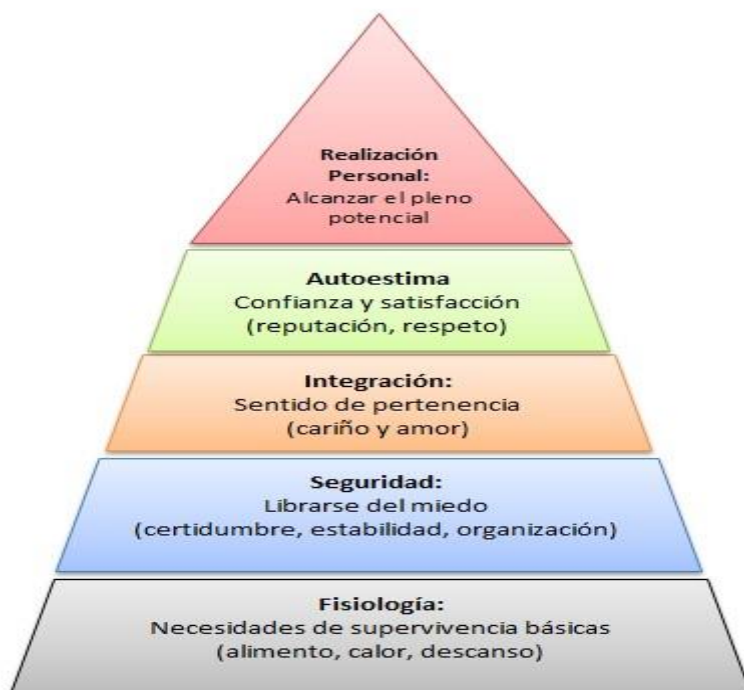 Realización
Personal:
Alcanzar el pleno
potencial
Autoestima
Confianza y satisfacción
(reputación, respeto)
Integración:
Sentido de pertenencia
(cariño y amor)
Seguridad:
Librarse del miedo
(certidumbre, estabilidad, organización)
Fisiología:
Necesidades de supervivencia básicas
(alimento, calor, descanso)